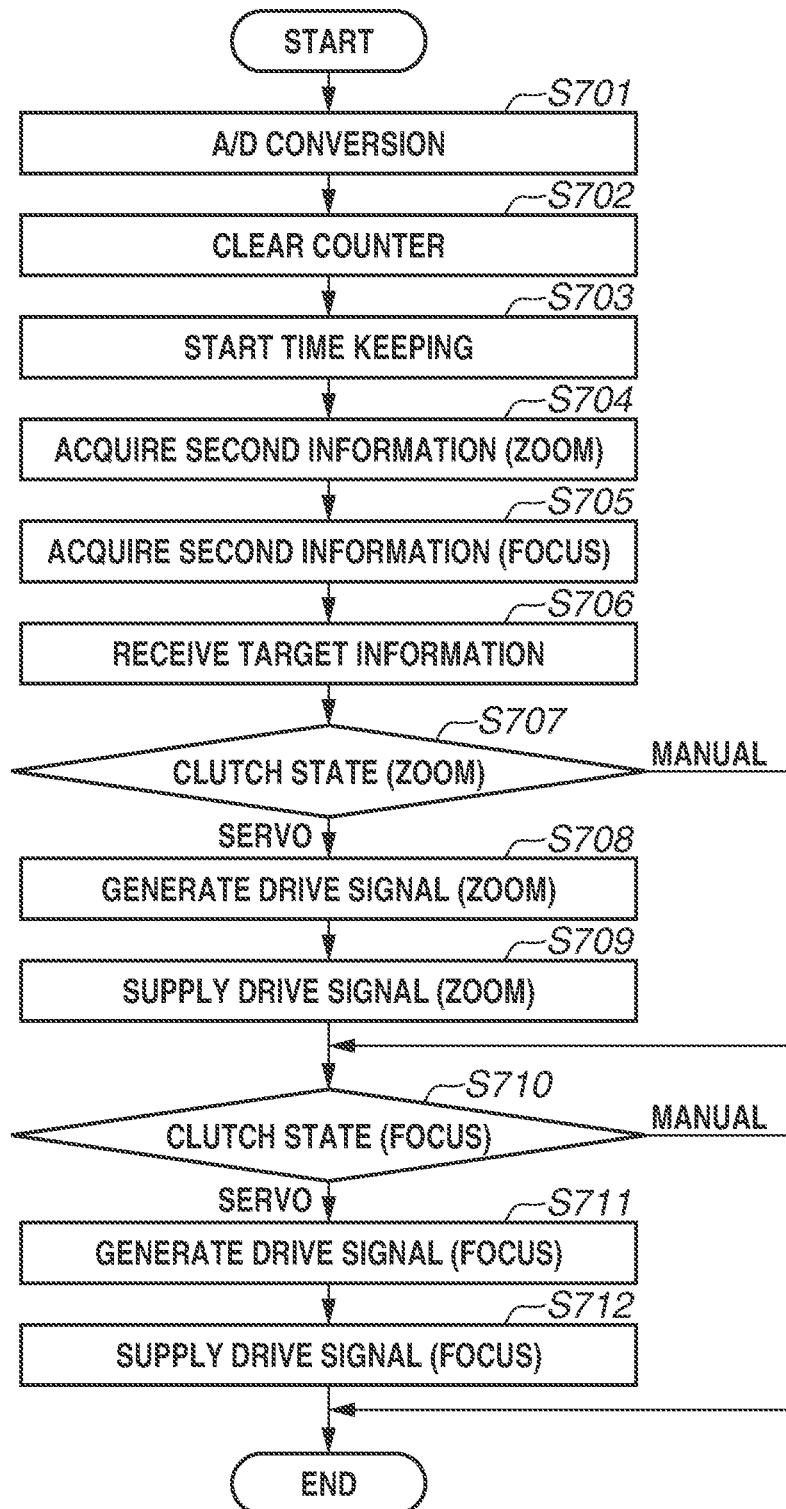 START
S701
A/D CONVERSION
S702
CLEAR COUNTER
S703
START TIME KEEPING
S704
ACQUIRE SECOND INFORMATION (ZOOM)
S705
ACQUIRE SECOND INFORMATION (FOCUS)
S706
RECEIVE TARGET INFORMATION
S707
CLUTCH STATE (ZOOM)
MANUAL
SERVO
S708
GENERATE DRIVE SIGNAL (ZOOM)
S709
SUPPLY DRIVE SIGNAL (ZOOM)
S710
CLUTCH STATE (FOCUS)
MANUAL
SERVO
S711
GENERATE DRIVE SIGNAL (FOCUS)
S712
SUPPLY DRIVE SIGNAL (FOCUS)
END